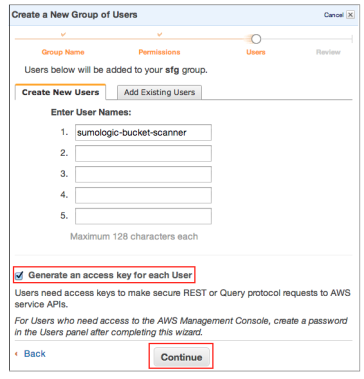 Create a New Group of Users Cancel X
Group Name Permissions Users Review
Users below will be added to your sfg group.
Create New Users Add Existing Users
Enter User Names:
1. sumologic-bucket-scanner
2.
3.
4.
5.
Maximum 128 characters each
Generate an access key for each User
Users need access keys to make secure REST or Query protocol requests to AWS
service APIs.
For Users who need access to the AWS Management Console, create a password
in the Users panel after completing this wizard.
Back Continue